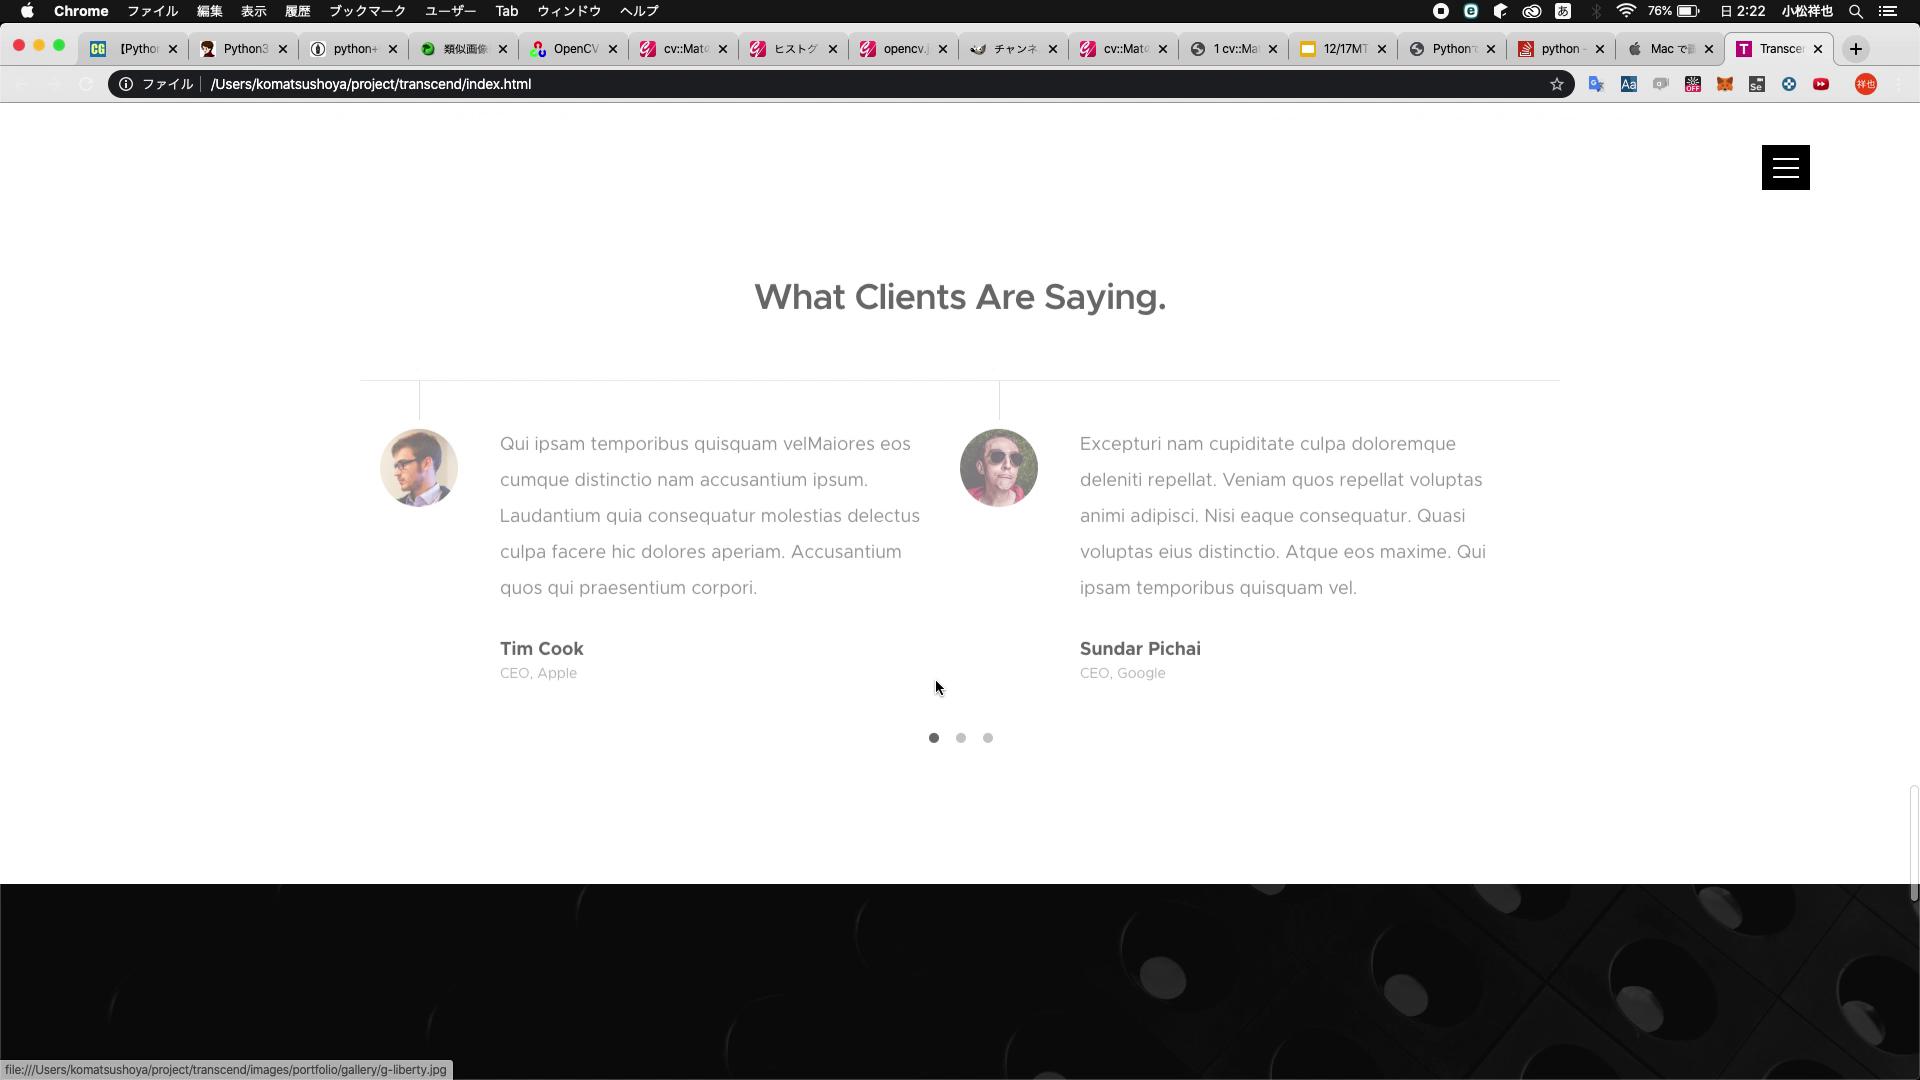 Chrome ファイル 編集 表示 履歴 ブックマーク ユーザー Tab ウィンドウ ヘルプ
あ 76% 日 2:22 小松祥也
CG 【Pytho Python3 python+ 類似画像 OpenCV cv::Mat ヒストグ opencv.j チャンネ cv::Mat 1 cv::Ma 12/17MT Python python - Mac で T Transce
ファイル /Users/komatsushoya/project/transcend/index.html
Aa OFF Se 祥也
What Clients Are Saying.
Qui ipsam temporibus quisquam velMaiores eos
cumque distinctio nam accusantium ipsum.
Laudantium quia consequatur molestias delectus
culpa facere hic dolores aperiam. Accusantium
quos qui praesentium corpori.
Tim Cook
CEO, Apple
Excepturi nam cupiditate culpa doloremque
deleniti repellat. Veniam quos repellat voluptas
animi adipisci. Nisi eaque consequatur. Quasi
voluptas eius distinctio. Atque eos maxime. Qui
ipsam temporibus quisquam vel.
Sundar Pichai
CEO, Google
file:///Users/komatsushoya/project/transcend/images/portfolio/gallery/g-liberty.jpg